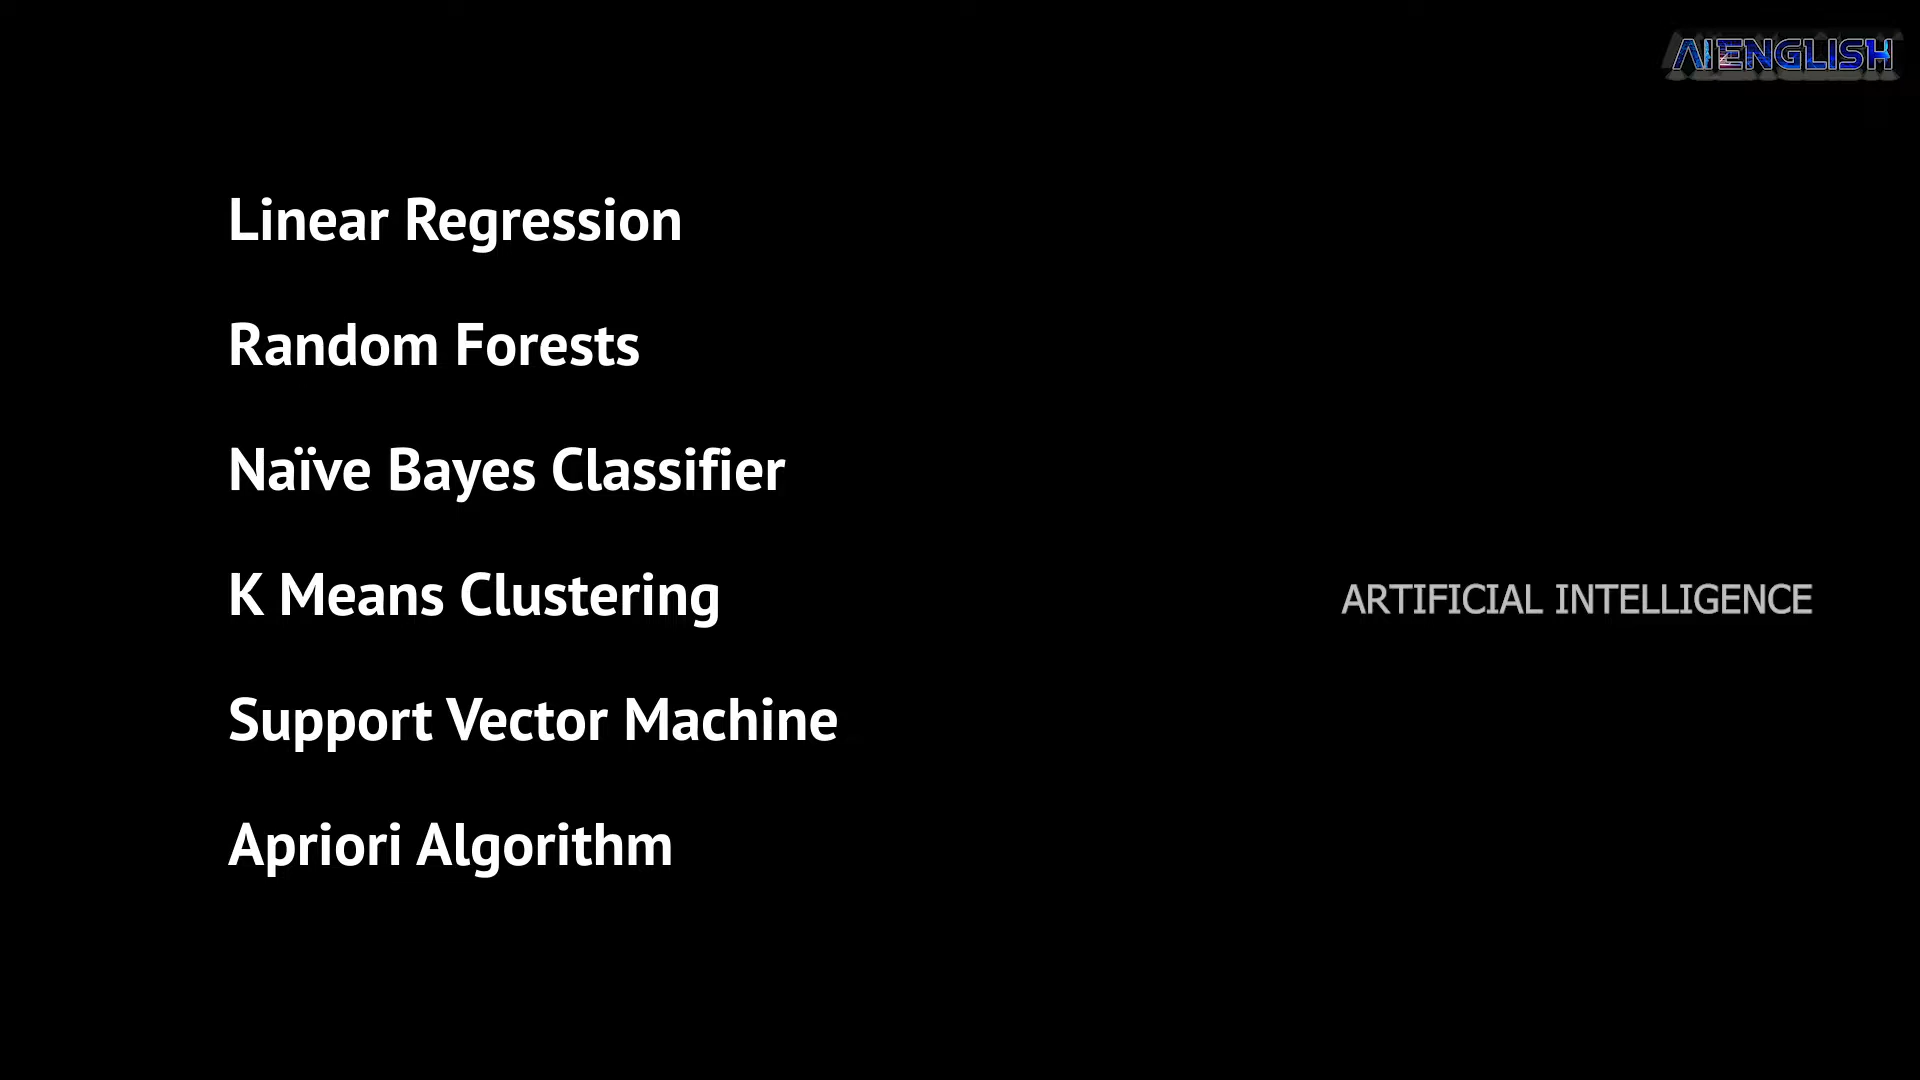 AIENGLISH
Linear Regression
Random Forests
Naïve Bayes Classifier
K Means Clustering
ARTIFICIAL INTELLIGENCE
Support Vector Machine
Apriori Algorithm